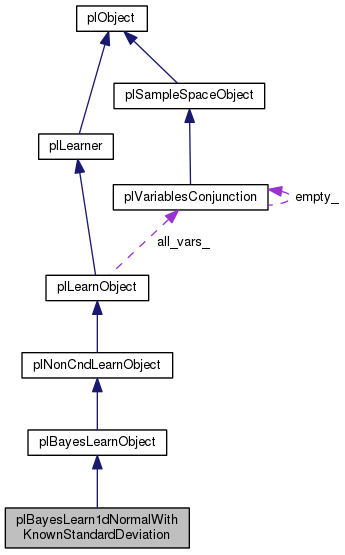 plObject
plSampleSpaceObject
plLearner
plVariablesConjunction
empty_
all_vars_
plLearnObject
plNonCndLearnObject
plBayesLearnObject
plBayesLearn1dNormalWith
KnownStandardDeviation